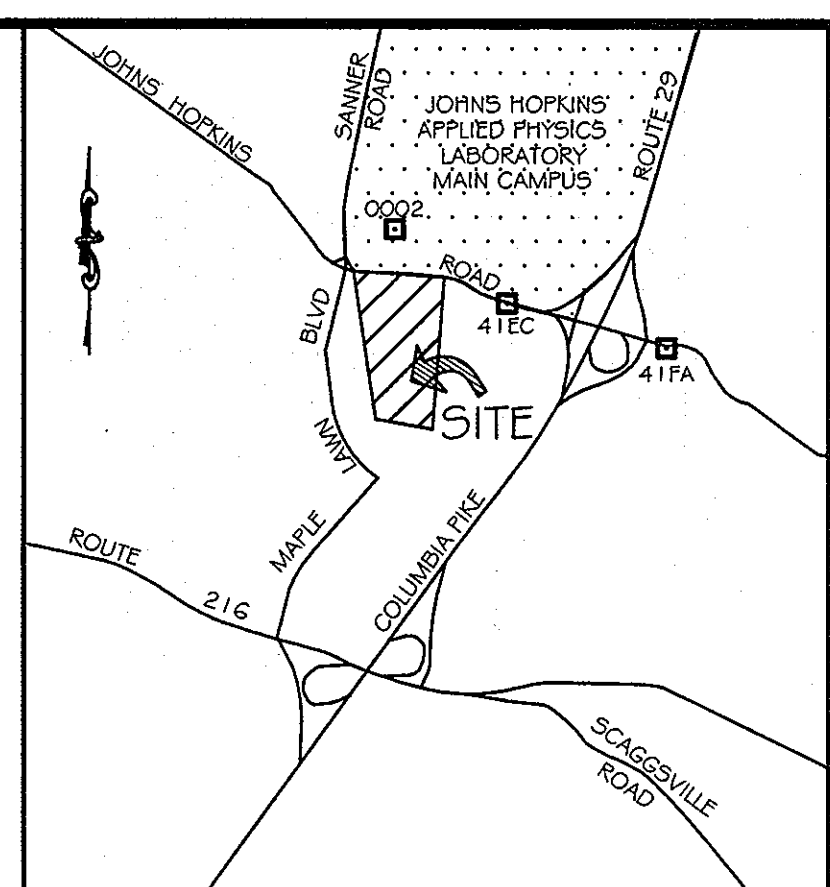 JOHNS HOPKINS
SANNER
ROAD
JOHNS HOPKINS
APPLIED PHYSICS
LABORATORY
MAIN CAMPUS
ROUTE 29
0002
ROAD
41EC
41FA
BLVD
SITE
LAWN
MAPLE
COLUMBIA PIKE
ROUTE
216
SCAGGSVILLE
ROAD